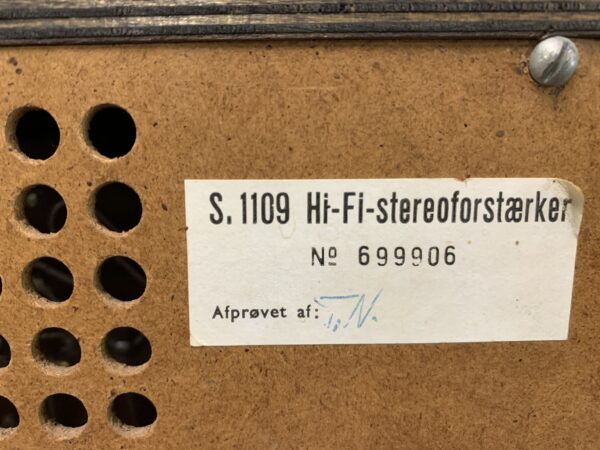 S. 1109 Hi-Fi-stereoforstærker
Nº 699906
Afprøvet af: T.N.